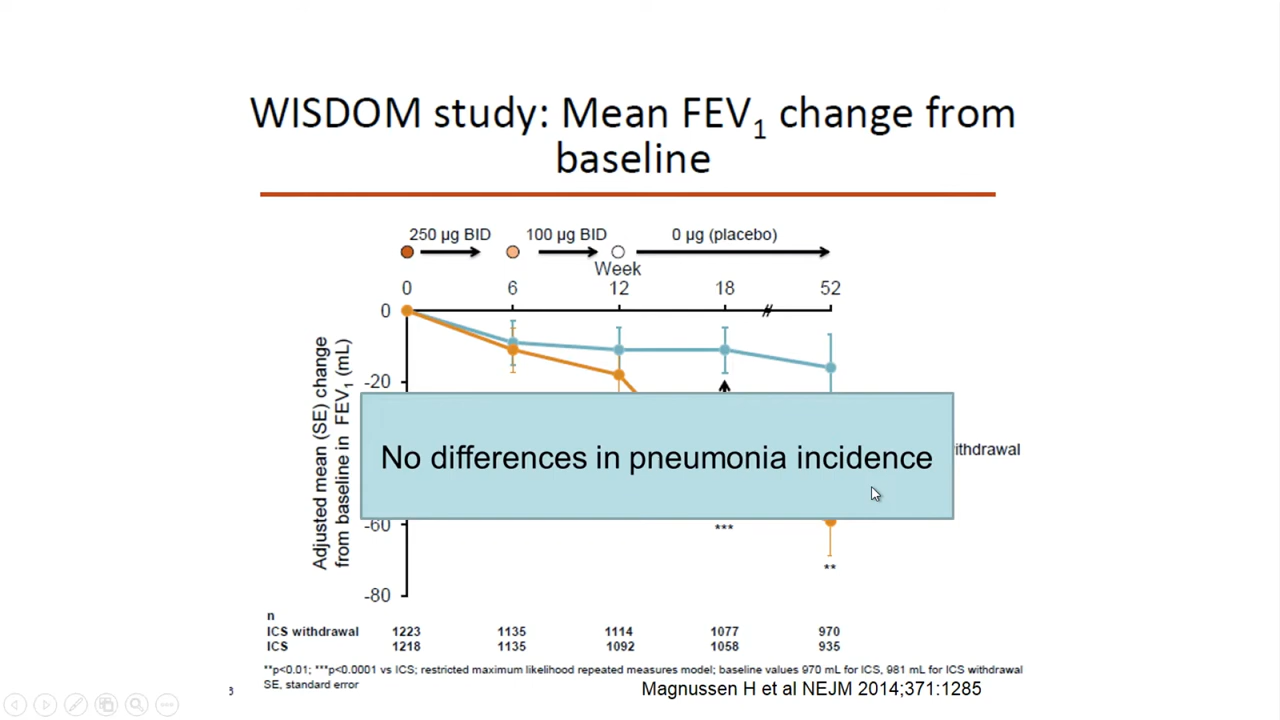 WISDOM study: Mean FEV1 change from
baseline
250 µg BID 100 µg BID 0 µg (placebo)
Week
0 6 12 18 52
0
-20
Adjusted mean (SE) change
from baseline in FEV1 (mL)
No differences in pneumonia incidence
ithdrawal
-60
***
**
-80
n
ICS withdrawal 1223 1135 1114 1077 970
ICS 1218 1135 1092 1058 935
**p<0.01; ***p<0.0001 vs ICS; restricted maximum likelihood repeated measures model; baseline values 970 mL for ICS, 981 mL for ICS withdrawal
SE, standard error
Magnussen H et al NEJM 2014;371:1285